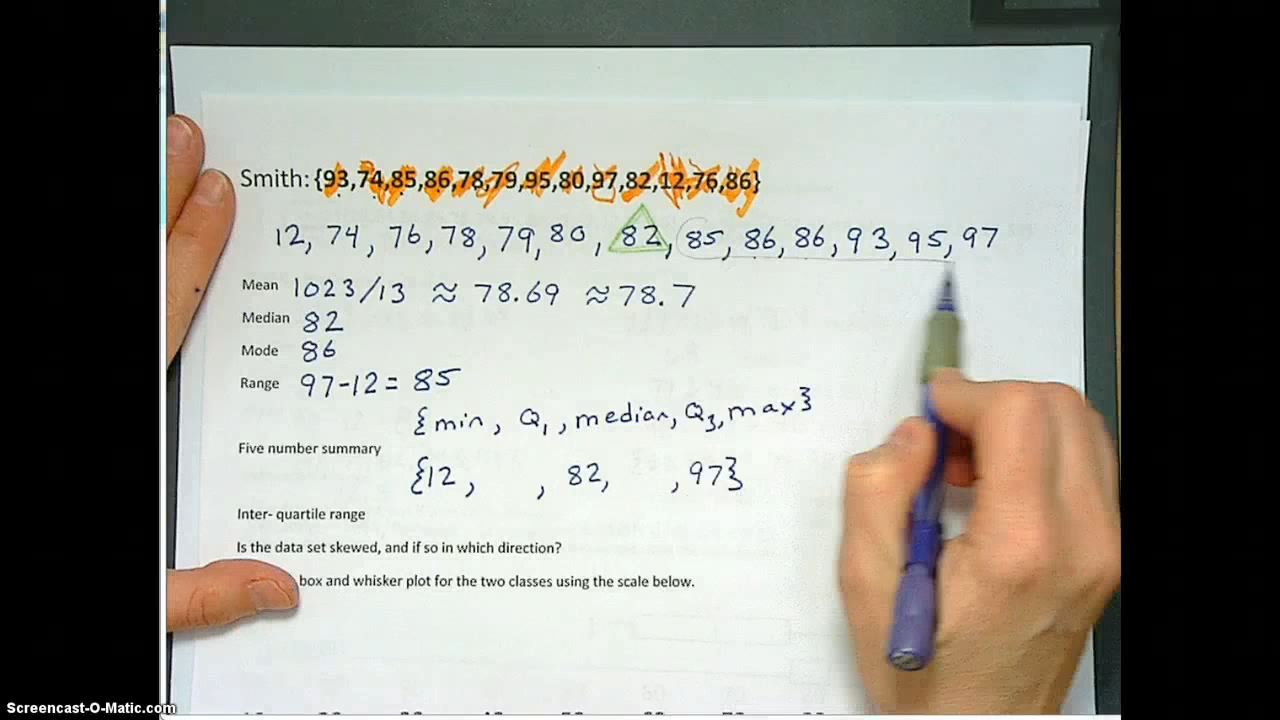 Smith: {93,74,85,86,78,79,95,80,97,82,12,76,86}
12, 74, 76, 78, 79, 80, 82, 85, 86, 86, 93, 95, 97
Mean 1023/13 ≈ 78.69 ≈ 78.7
Median 82
Mode 86
Range 97-12 = 85
{min, Q1, median, Q3, max}
Five number summary
{12, , 82, , 97}
Inter- quartile range
Is the data set skewed, and if so in which direction?
box and whisker plot for the two classes using the scale below.
Screencast-O-Matic.com